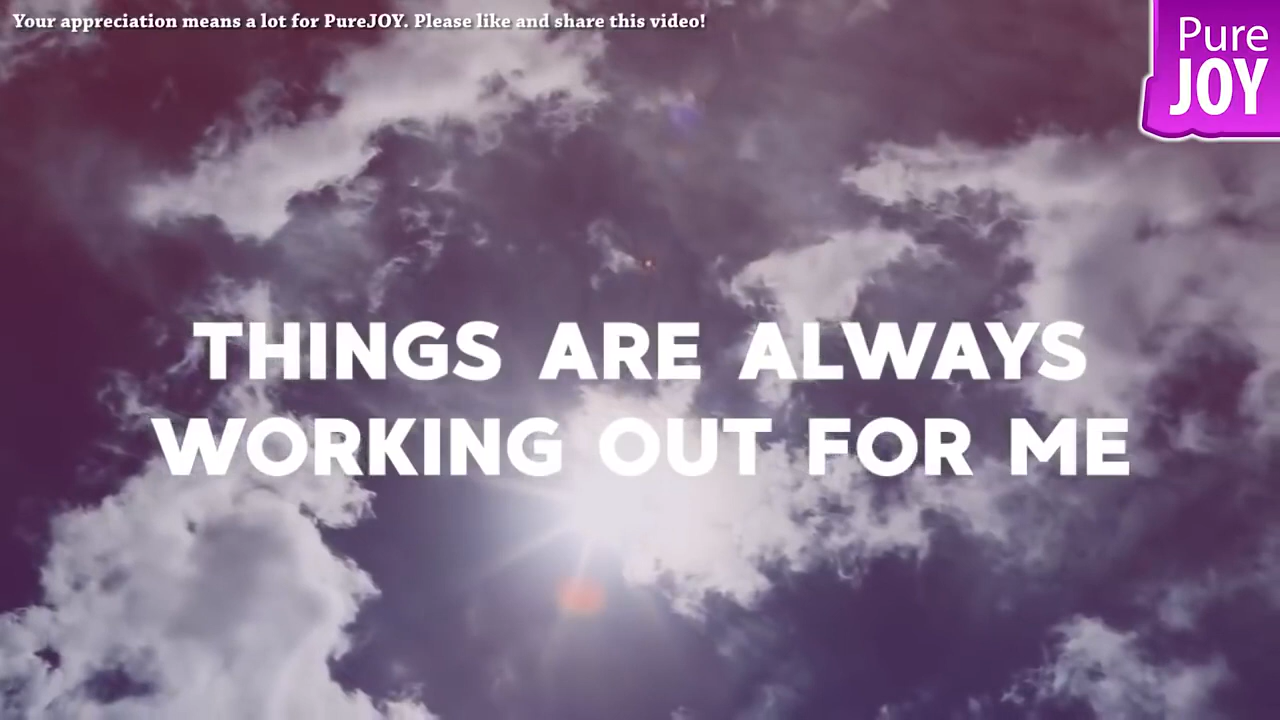 Your appreciation means a lot for PureJOY. Please like and share this video!
Pure
JOY
THINGS ARE ALWAYS
WORKING OUT FOR ME